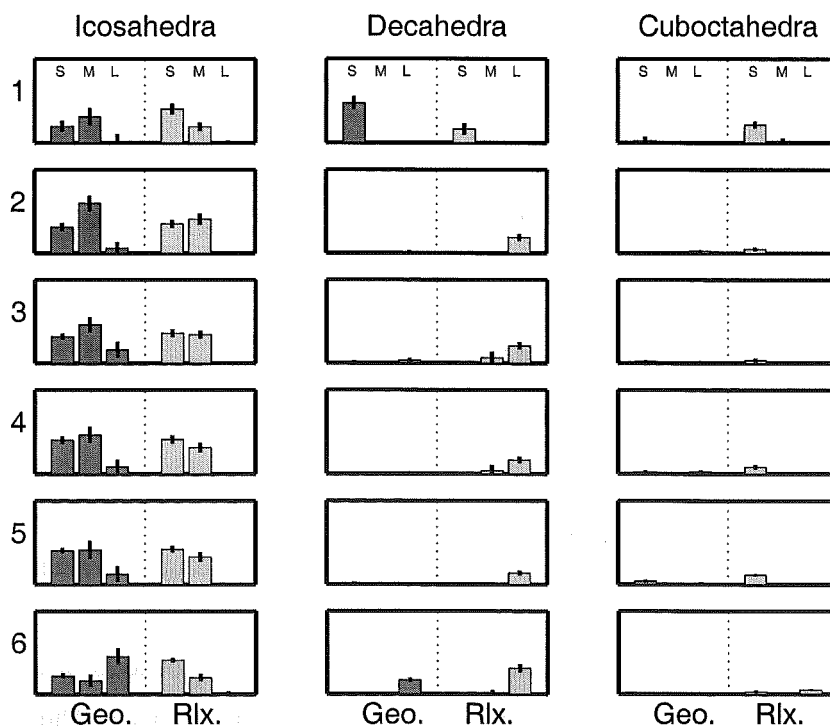 Icosahedra Decahedra Cuboctahedra
1 S M L S M L S M L S M L S M L S M L
2
3
4
5
6
Geo. Rlx. Geo. Rlx. Geo. Rlx.